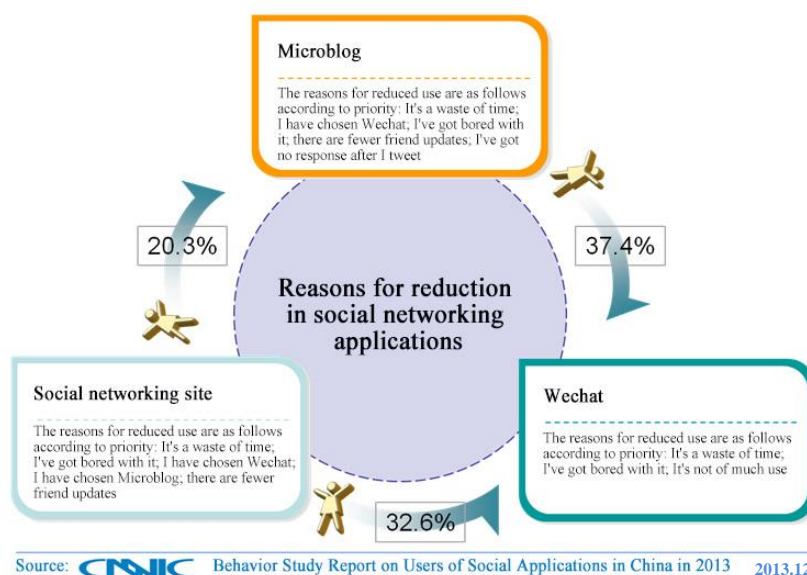 Microblog
The reasons for reduced use are as follows
according to priority: It's a waste of time;
I have chosen Wechat; I've got bored with
it; there are fewer friend updates; I've got
no response after I tweet
20.3%
37.4%
Reasons for reduction
in social networking
applications
Social networking site
The reasons for reduced use are as follows
according to priority: It's a waste of time;
I've got bored with it; I have chosen Wechat;
I have chosen Microblog; there are fewer
friend updates
Wechat
The reasons for reduced use are as follows
according to priority: It's a waste of time;
I've got bored with it; It's not of much use
32.6%
Source: CNNIC Behavior Study Report on Users of Social Applications in China in 2013 2013.12